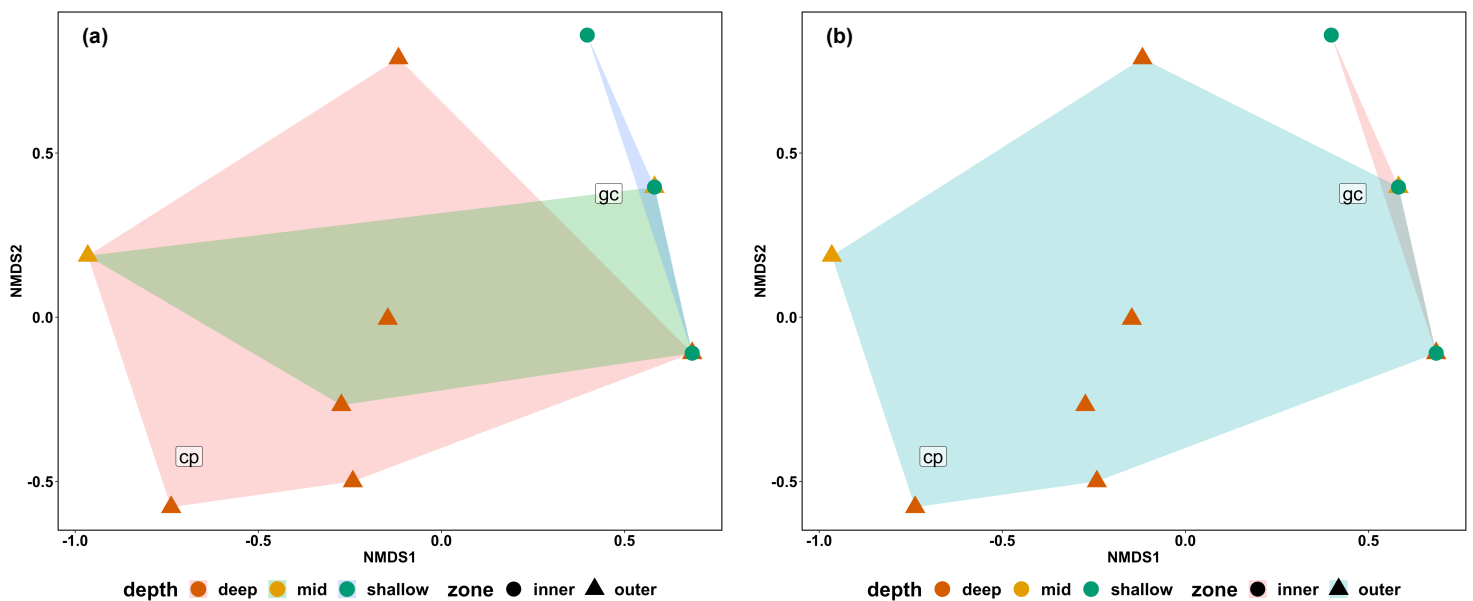 (a)
0.5
gc
0.0
NMDS2
cp
-0.5
-1.0 -0.5 0.0 0.5
NMDS1
depth deep mid shallow zone inner outer
(b)
0.5
gc
0.0
NMDS2
cp
-0.5
-1.0 -0.5 0.0 0.5
NMDS1
depth deep mid shallow zone inner outer